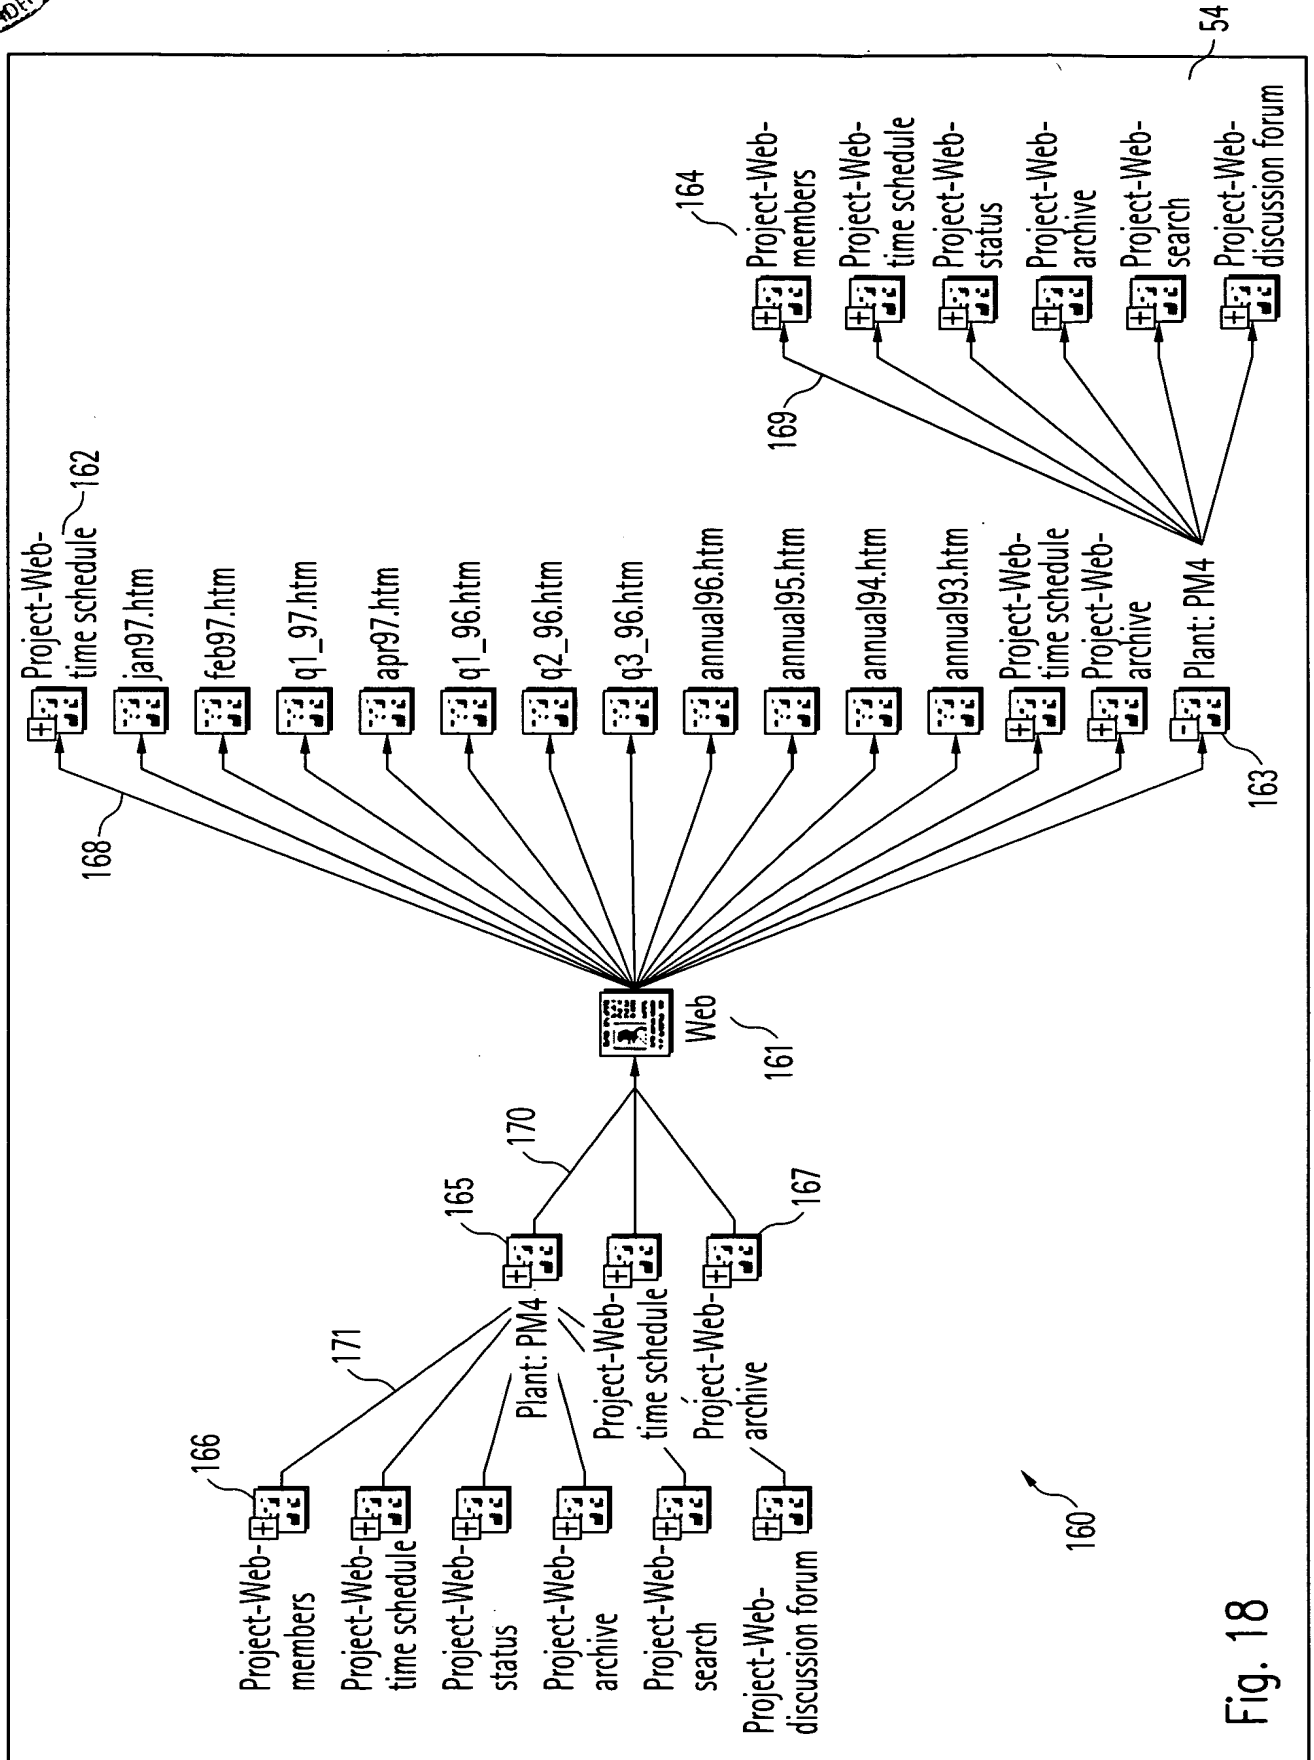 166
Project-Web-
members
Project-Web-
time schedule
Project-Web-
status
Project-Web-
archive
Project-Web-
search
Project-Web-
discussion forum
171
165
Plant: PM4
Project-Web-
time schedule
Project-Web-
archive
167
170
Web
161
168
Project-Web-
time schedule
162
jan97.htm
feb97.htm
q1_97.htm
apr97.htm
q1_96.htm
q2_96.htm
q3_96.htm
annual96.htm
annual95.htm
annual94.htm
annual93.htm
Project-Web-
time schedule
Project-Web-
archive
Plant: PM4
163
169
164
Project-Web-
members
Project-Web-
time schedule
Project-Web-
status
Project-Web-
archive
Project-Web-
search
Project-Web-
discussion forum
54
160
Fig. 18